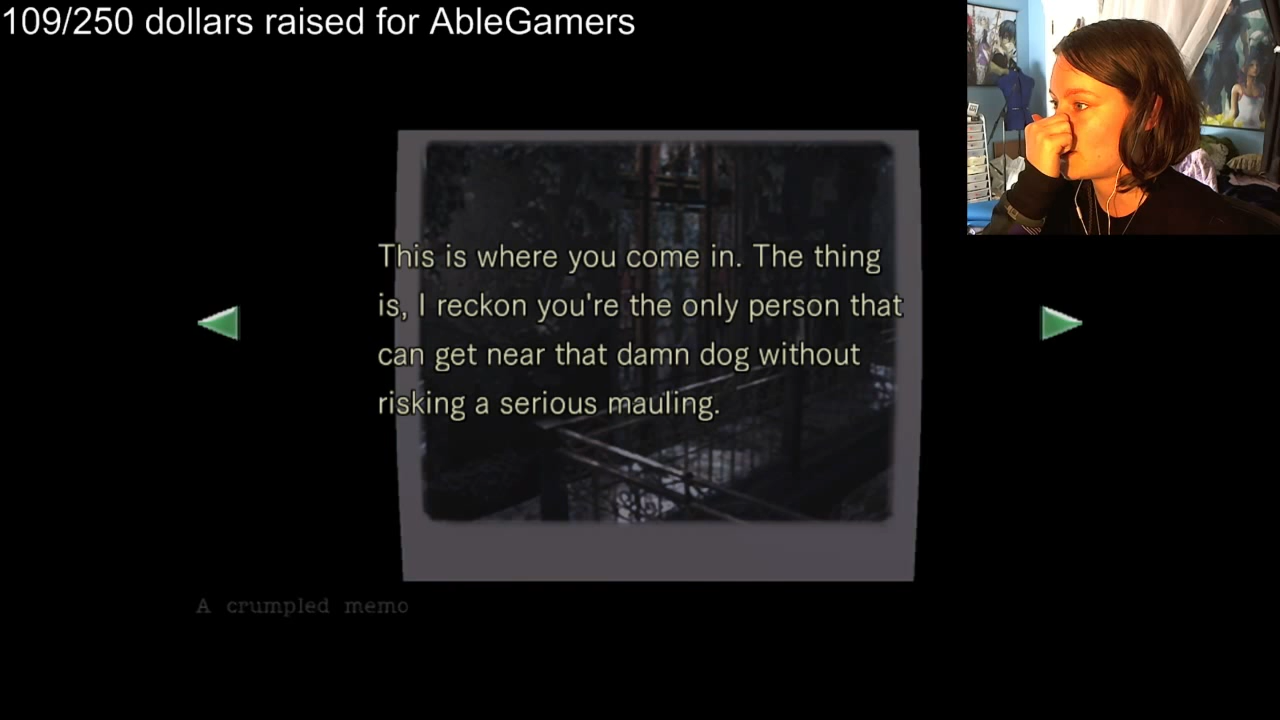 109/250 dollars raised for AbleGamers
This is where you come in. The thing
is, I reckon you're the only person that
can get near that damn dog without
risking a serious mauling.
A crumpled memo